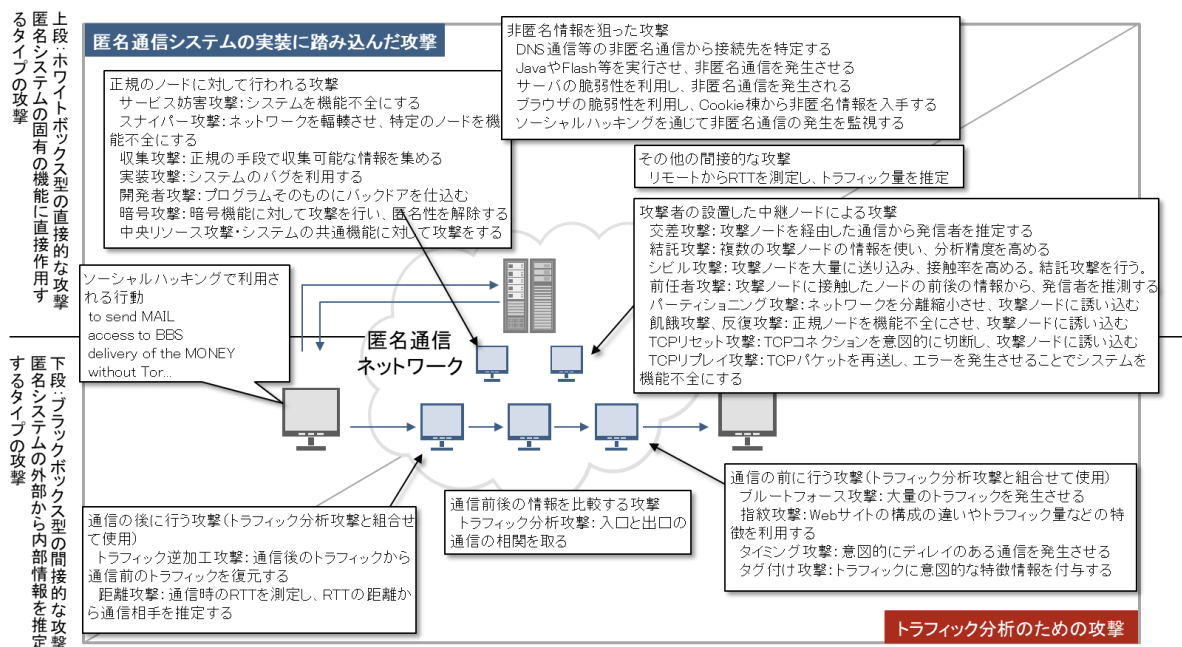 上段：ホワイトボックス型の直接的な攻撃
匿名システムの固有の機能に直接作用す
るタイプの攻撃
下段：ブラックボックス型の間接的な攻撃
匿名システムの外部から内部情報を推定
するタイプの攻撃
匿名通信システムの実装に踏み込んだ攻撃
正規のノードに対して行われる攻撃
サービス妨害攻撃：システムを機能不全にする
スナイパー攻撃：ネットワークを輻輳させ、特定のノードを機
能不全にする
収集攻撃：正規の手段で収集可能な情報を集める
実装攻撃：システムのバグを利用する
開発者攻撃：プログラムそのものにバックドアを仕込む
暗号攻撃：暗号機能に対して攻撃を行い、匿名性を解除する
中央リソース攻撃・システムの共通機能に対して攻撃をする
非匿名情報を狙った攻撃
DNS通信等の非匿名通信から接続先を特定する
JavaやFlash等を実行させ、非匿名通信を発生させる
サーバの脆弱性を利用し、非匿名通信を発生される
ブラウザの脆弱性を利用し、Cookie棟から非匿名情報を入手する
ソーシャルハッキングを通じて非匿名通信の発生を監視する
その他の間接的な攻撃
リモートからRTTを測定し、トラフィック量を推定
攻撃者の設置した中継ノードによる攻撃
交差攻撃：攻撃ノードを経由した通信から発信者を推定する
結託攻撃：複数の攻撃ノードの情報を使い、分析精度を高める
シビル攻撃：攻撃ノードを大量に送り込み、接触率を高める。結託攻撃を行う。
前任者攻撃：攻撃ノードに接触したノードの前後の情報から、発信者を推測する
パーティショニング攻撃：ネットワークを分離縮小させ、攻撃ノードに誘い込む
飢餓攻撃、反復攻撃：正規ノードを機能不全にさせ、攻撃ノードに誘い込む
TCPリセット攻撃：TCPコネクションを意図的に切断し、攻撃ノードに誘い込む
TCPリプレイ攻撃：TCPパケットを再送し、エラーを発生させることでシステムを
機能不全にする
ソーシャルハッキングで利用さ
れる行動
to send MAIL
access to BBS
delivery of the MONEY
without Tor...
匿名通信
ネットワーク
通信の後に行う攻撃（トラフィック分析攻撃と組合せ
て使用）
トラフィック逆加工攻撃：通信後のトラフィックから
通信前のトラフィックを復元する
距離攻撃：通信時のRTTを測定し、RTTの距離か
ら通信相手を推定する
通信前後の情報を比較する攻撃
トラフィック分析攻撃：入口と出口の
通信の相関を取る
通信の前に行う攻撃（トラフィック分析攻撃と組合せて使用）
ブルートフォース攻撃：大量のトラフィックを発生させる
指紋攻撃：Webサイトの構成の違いやトラフィック量などの特
徴を利用する
タイミング攻撃：意図的にディレイのある通信を発生させる
タグ付け攻撃：トラフィックに意図的な特徴情報を付与する
トラフィック分析のための攻撃